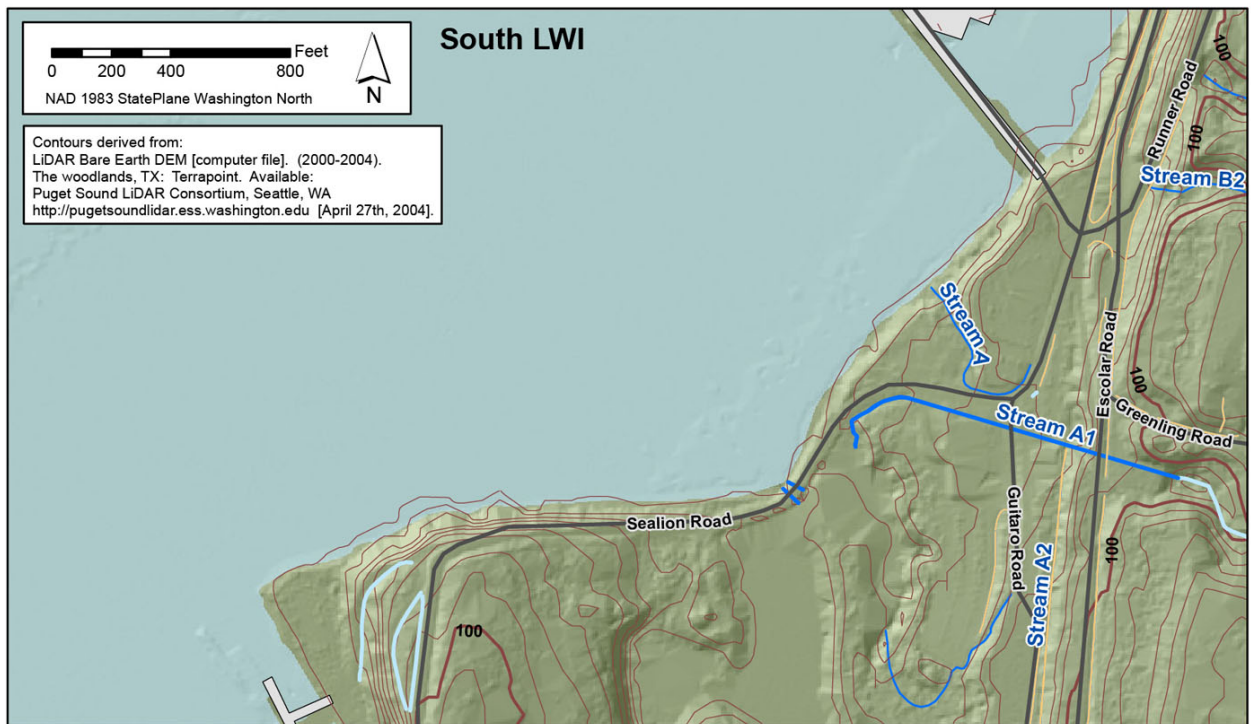 South LWI
Feet
0 200 400 800
NAD 1983 StatePlane Washington North
N
Contours derived from:
LiDAR Bare Earth DEM [computer file]. (2000-2004).
The woodlands, TX: Terrapoint. Available:
Puget Sound LiDAR Consortium, Seattle, WA
http://pugetsoundlidar.ess.washington.edu [April 27th, 2004].
100
Runner Road
100
Stream B2
Stream A
Escolar Road
100
Greenling Road
Stream A1
Sealion Road
Guitaro Road
Stream A2
100
100